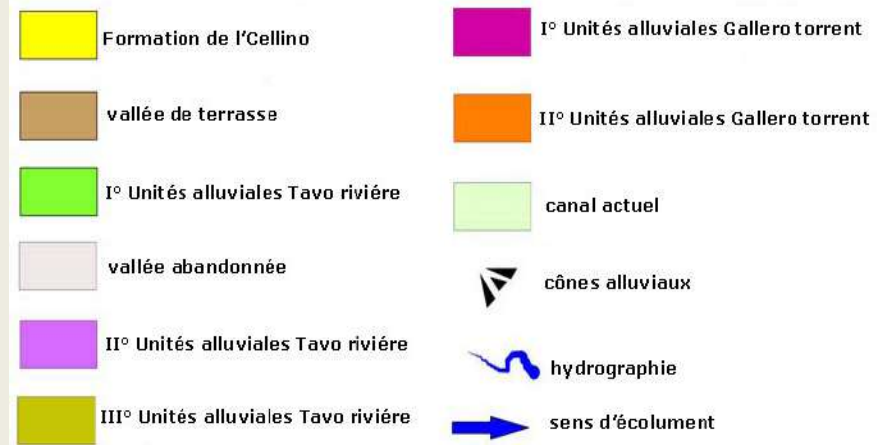 Formation de l'Cellino
vallée de terrasse
I° Unités alluviales Tavo riviére
vallée abandonnée
II° Unités alluviales Tavo riviére
III° Unités alluviales Tavo riviére
I° Unités alluviales Gallero torrent
II° Unités alluviales Gallero torrent
canal actuel
cônes alluviaux
hydrographie
sens d'écolument